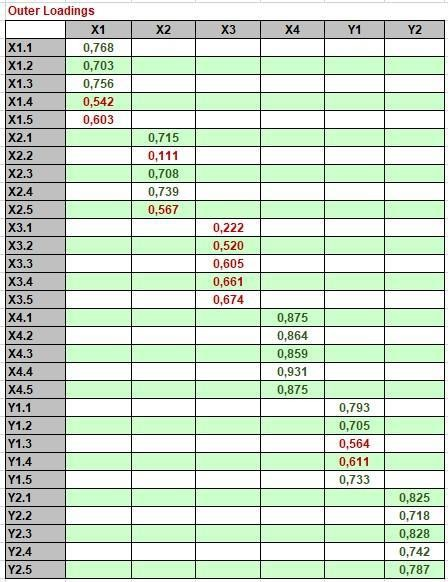 Outer Loadings
X1 X2 X3 X4 Y1 Y2
X1.1 0,768
X1.2 0,703
X1.3 0,756
X1.4 0,542
X1.5 0,603
X2.1 0,715
X2.2 0,111
X2.3 0,708
X2.4 0,739
X2.5 0,567
X3.1 0,222
X3.2 0,520
X3.3 0,605
X3.4 0,661
X3.5 0,674
X4.1 0,875
X4.2 0,864
X4.3 0,859
X4.4 0,931
X4.5 0,875
Y1.1 0,793
Y1.2 0,705
Y1.3 0,564
Y1.4 0,611
Y1.5 0,733
Y2.1 0,825
Y2.2 0,718
Y2.3 0,828
Y2.4 0,742
Y2.5 0,787